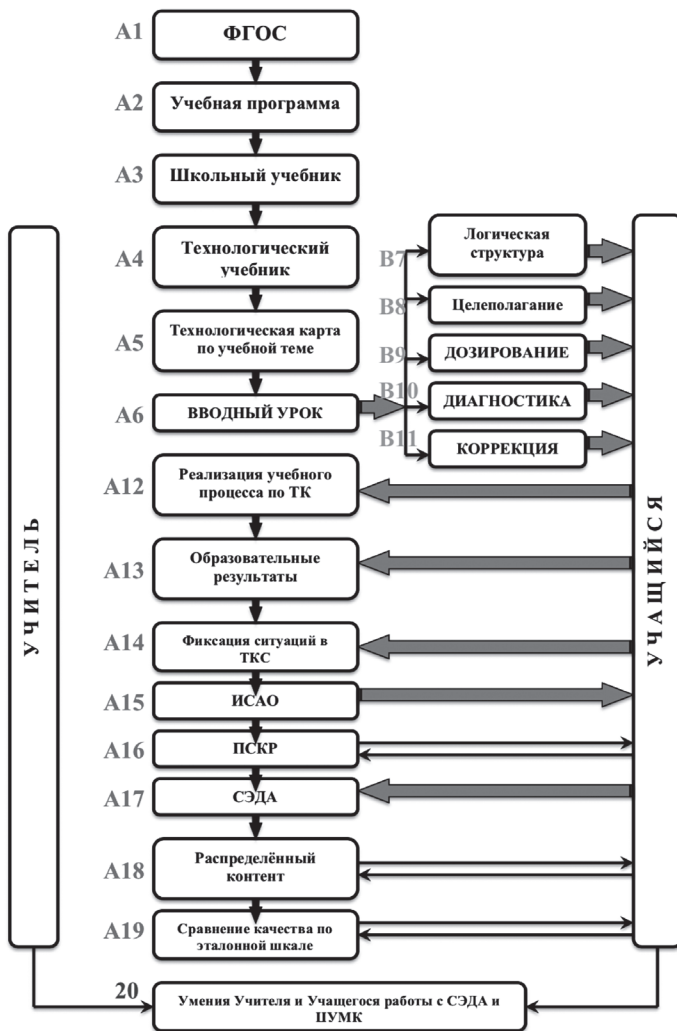 A1
ФГОС
A2
Учебная программа
A3
Школьный учебник
A4
Технологический
учебник
A5
Технологическая карта
по учебной теме
A6
ВВОДНЫЙ УРОК
B7
Логическая
структура
B8
Целеполагание
B9
ДОЗИРОВАНИЕ
B10
ДИАГНОСТИКА
B11
КОРРЕКЦИЯ
A12
Реализация учебного
процесса по ТК
A13
Образовательные
результаты
A14
Фиксация ситуаций в
ТКС
A15
ИСАО
A16
ПСКР
A17
СЭДА
A18
Распределённый
контент
A19
Сравнение качества по
эталонной шкале
УЧИТЕЛЬ
УЧАЩИЙСЯ
20
Умения Учителя и Учащегося работы с СЭДА и
ЦУМК